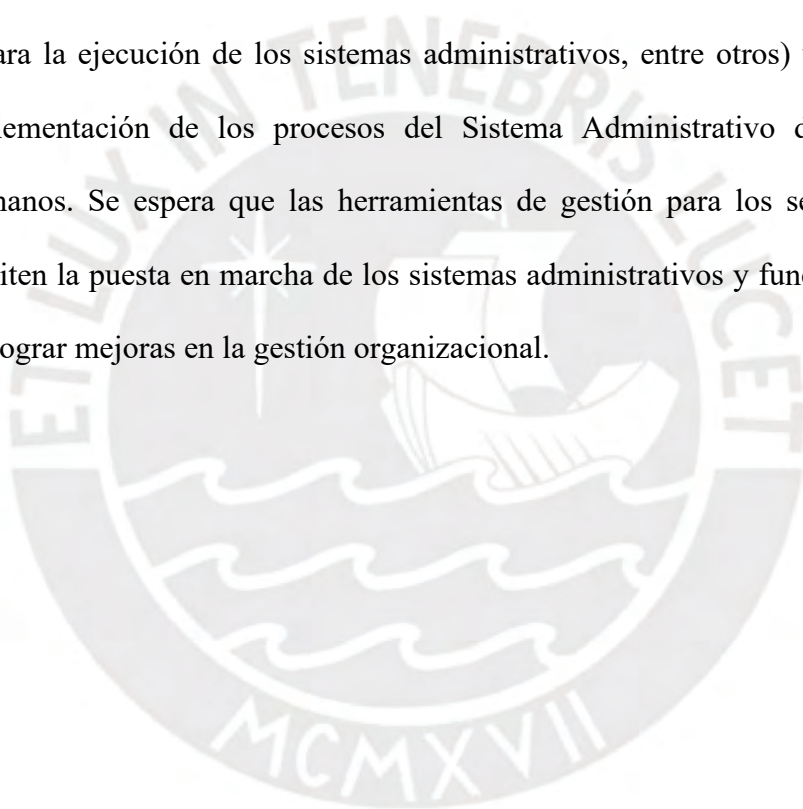 ara la ejecución de los sistemas administrativos, entre otros)
lementación de los procesos del Sistema Administrativo d
nanos. Se espera que las herramientas de gestión para los se
iten la puesta en marcha de los sistemas administrativos y func
ograr mejoras en la gestión organizacional.
ET LUX IN TENEBRIS LUCET
MCMXVII